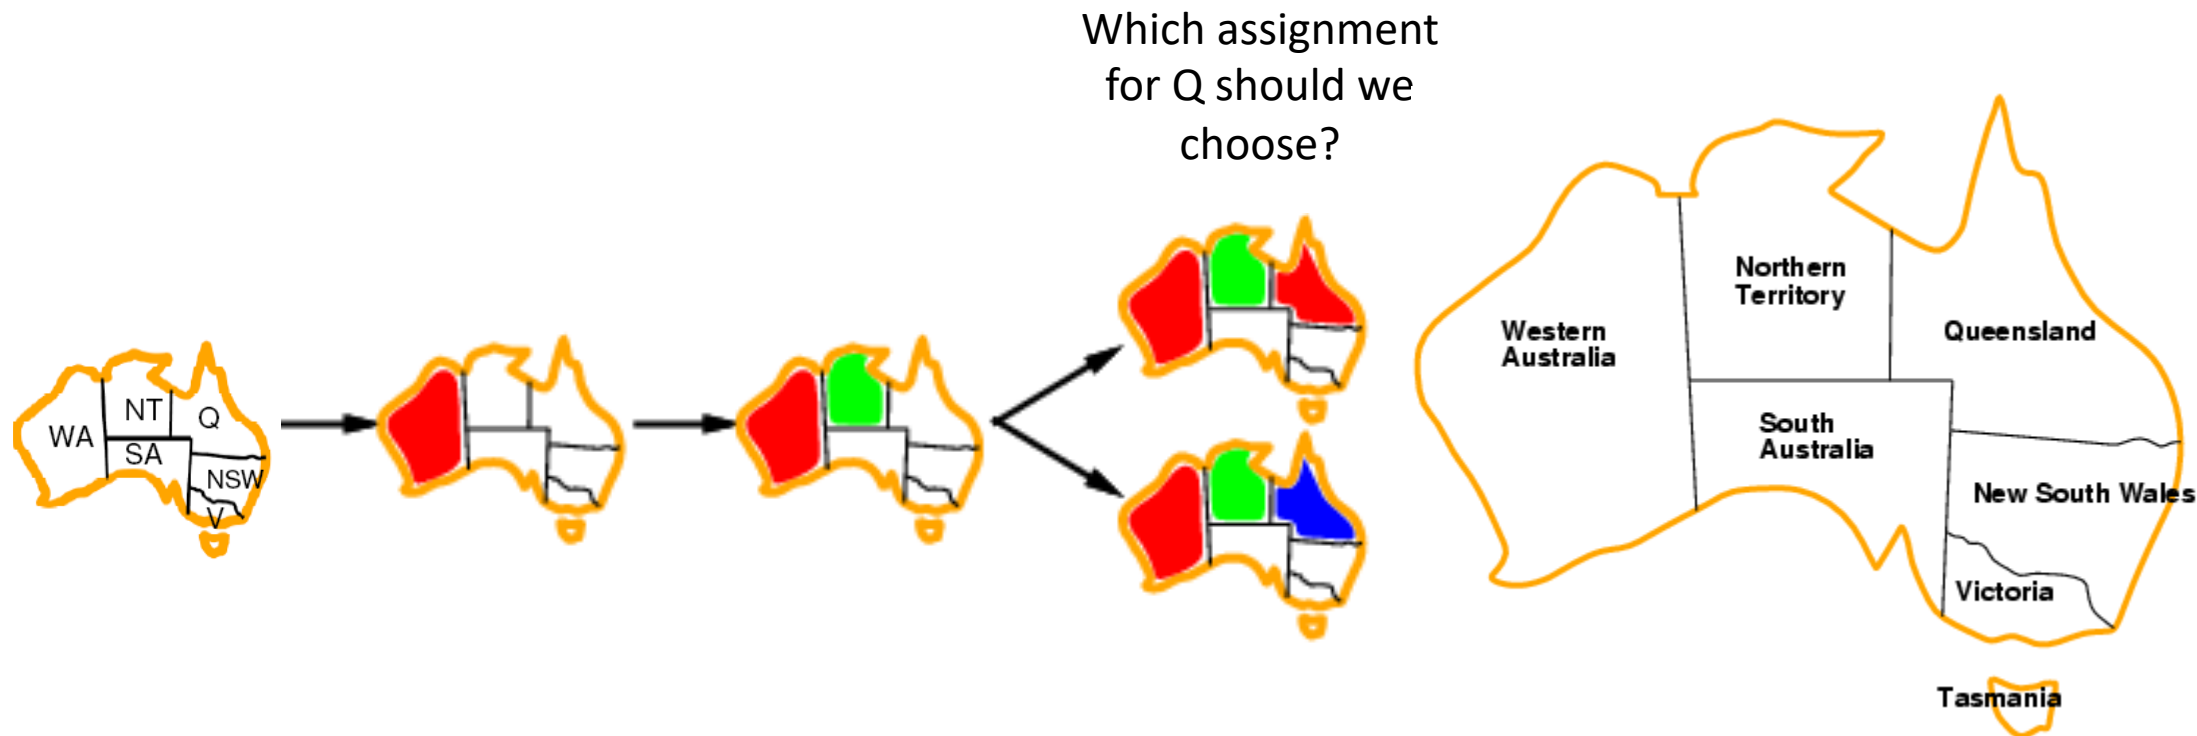 Which assignment
for Q should we
choose?
WA
NT
Q
SA
NSW
V
Western
Australia
Northern
Territory
Queensland
South
Australia
New South Wales
Victoria
Tasmania